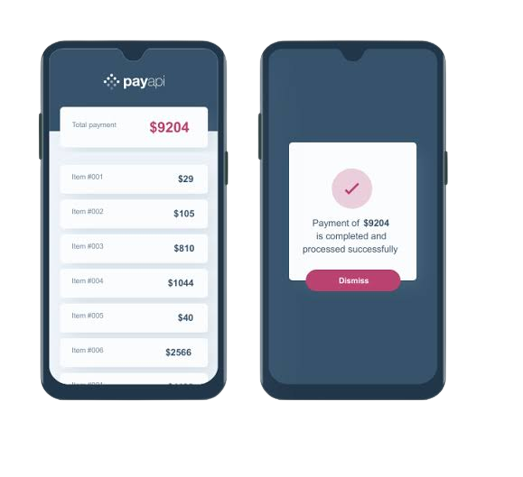 payapi
Total payment $9204
Item #001 $29
Item #002 $105
Item #003 $810
Item #004 $1044
Item #005 $40
Item #006 $2566
Payment of $9204
is completed and
processed successfully
Dismiss